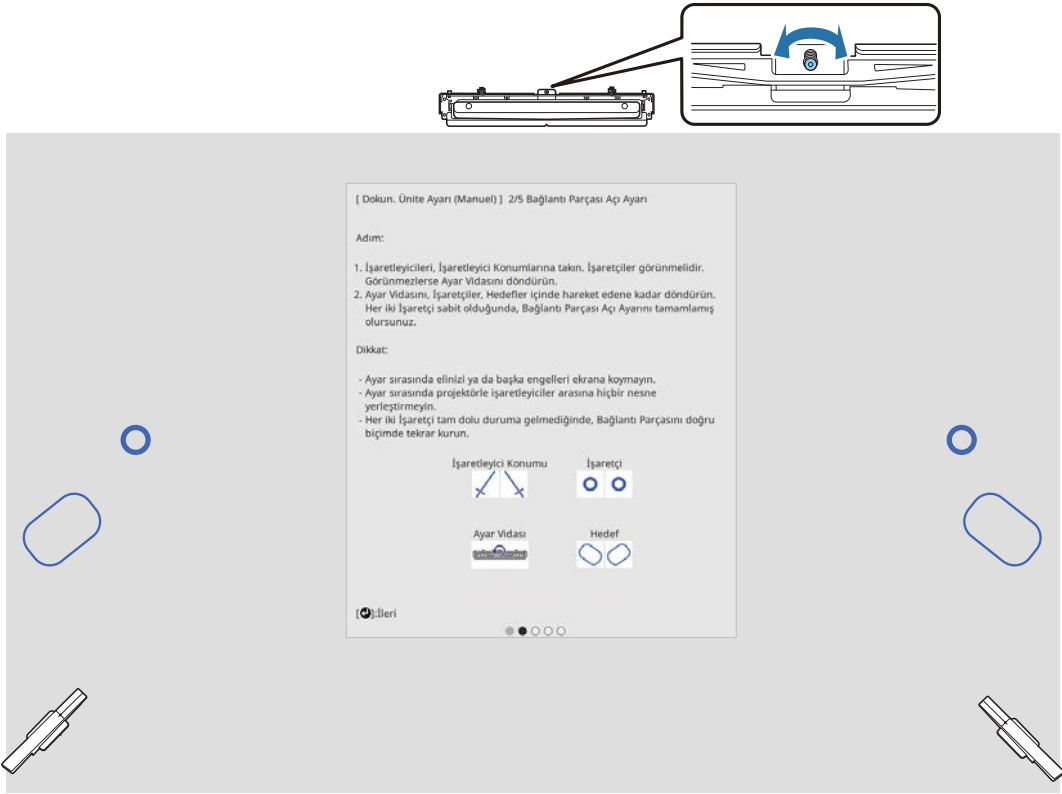 [ Dokun. Ünite Ayarı (Manuel) ] 2/5 Bağlantı Parçası Açı Ayarı
Adım:
1. İşaretleyicileri, İşaretleyici Konumlarına takın. İşaretçiler görünmelidir.
Görünmezlerse Ayar Vidasını döndürün.
2. Ayar Vidasını, İşaretçiler, Hedefler içinde hareket edene kadar döndürün.
Her iki İşaretçi sabit olduğunda, Bağlantı Parçası Açı Ayarını tamamlamış
olursunuz.
Dikkat:
- Ayar sırasında elinizi ya da başka engelleri ekrana koymayın.
- Ayar sırasında projektörle işaretleyiciler arasına hiçbir nesne
yerleştirmeyin.
- Her iki İşaretçi tam dolu duruma gelmediğinde, Bağlantı Parçasını doğru
biçimde tekrar kurun.
İşaretleyici Konumu İşaretçi
Ayar Vidası Hedef
[⏎]:İleri